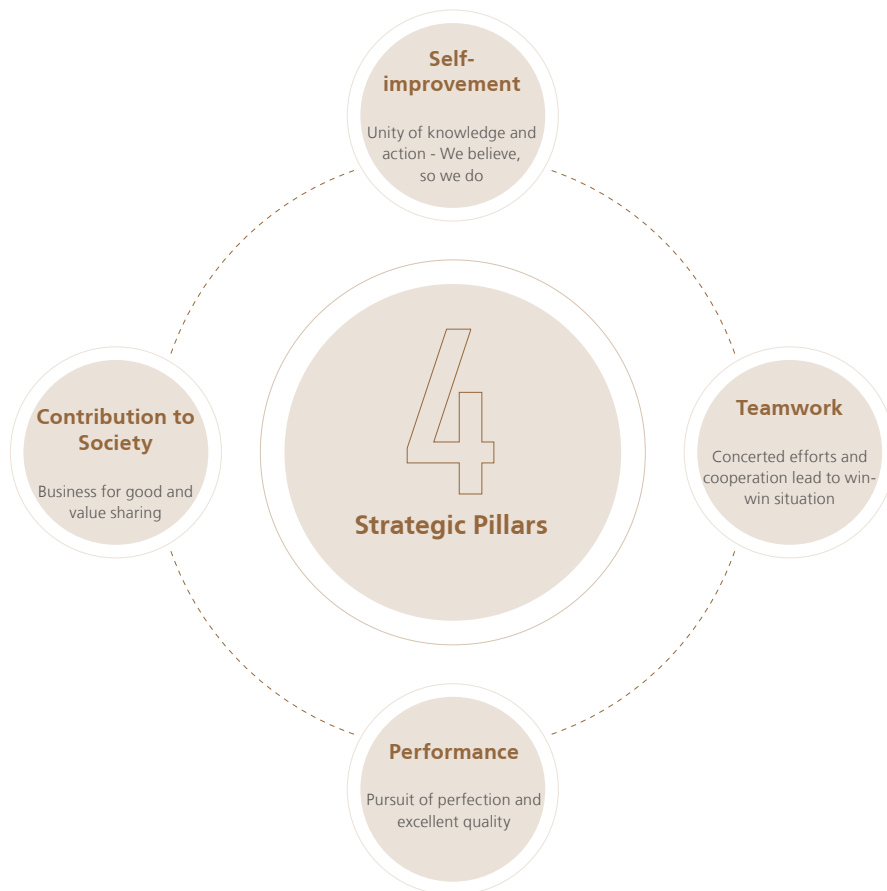 Self-
improvement
Unity of knowledge and
action - We believe,
so we do
Contribution to
Society
Business for good and
value sharing
4
Strategic Pillars
Teamwork
Concerted efforts and
cooperation lead to win-
win situation
Performance
Pursuit of perfection and
excellent quality